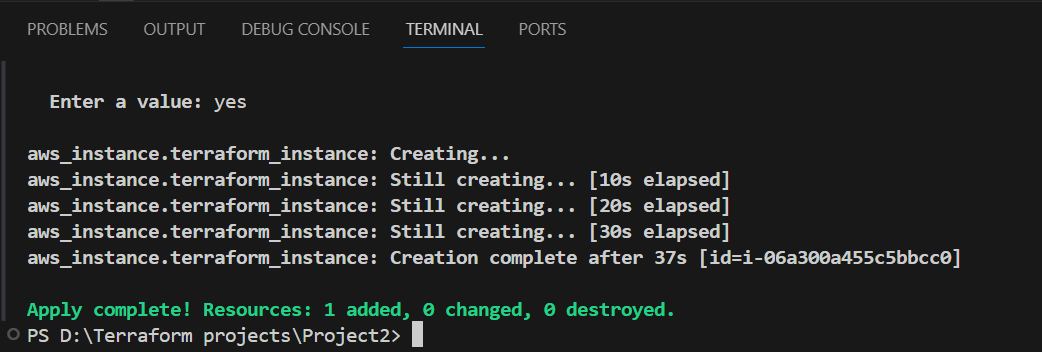 PROBLEMS OUTPUT DEBUG CONSOLE TERMINAL PORTS
Enter a value: yes
aws_instance.terraform_instance: Creating...
aws_instance.terraform_instance: Still creating... [10s elapsed]
aws_instance.terraform_instance: Still creating... [20s elapsed]
aws_instance.terraform_instance: Still creating... [30s elapsed]
aws_instance.terraform_instance: Creation complete after 37s [id=i-06a300a455c5bbcc0]
Apply complete! Resources: 1 added, 0 changed, 0 destroyed.
PS D:\Terraform projects\Project2>